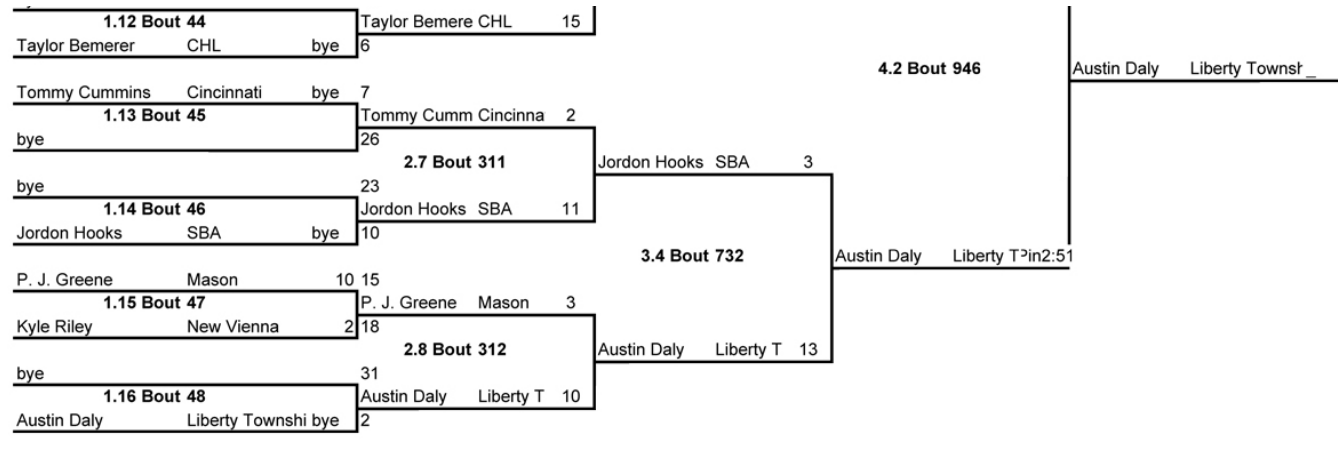 1.12 Bout 44 Taylor Bemere CHL 15
Taylor Bemerer CHL bye 6
4.2 Bout 946 Austin Daly Liberty Townsh _
Tommy Cummins Cincinnati bye 7
1.13 Bout 45 Tommy Cumm Cincinna 2
bye 26
2.7 Bout 311 Jordon Hooks SBA 3
bye 23
1.14 Bout 46 Jordon Hooks SBA 11
Jordon Hooks SBA bye 10
3.4 Bout 732 Austin Daly Liberty T in2:51
P. J. Greene Mason 10 15
1.15 Bout 47 P. J. Greene Mason 3
Kyle Riley New Vienna 2 18
2.8 Bout 312 Austin Daly Liberty T 13
bye 31
1.16 Bout 48 Austin Daly Liberty T 10
Austin Daly Liberty Townshi bye 2